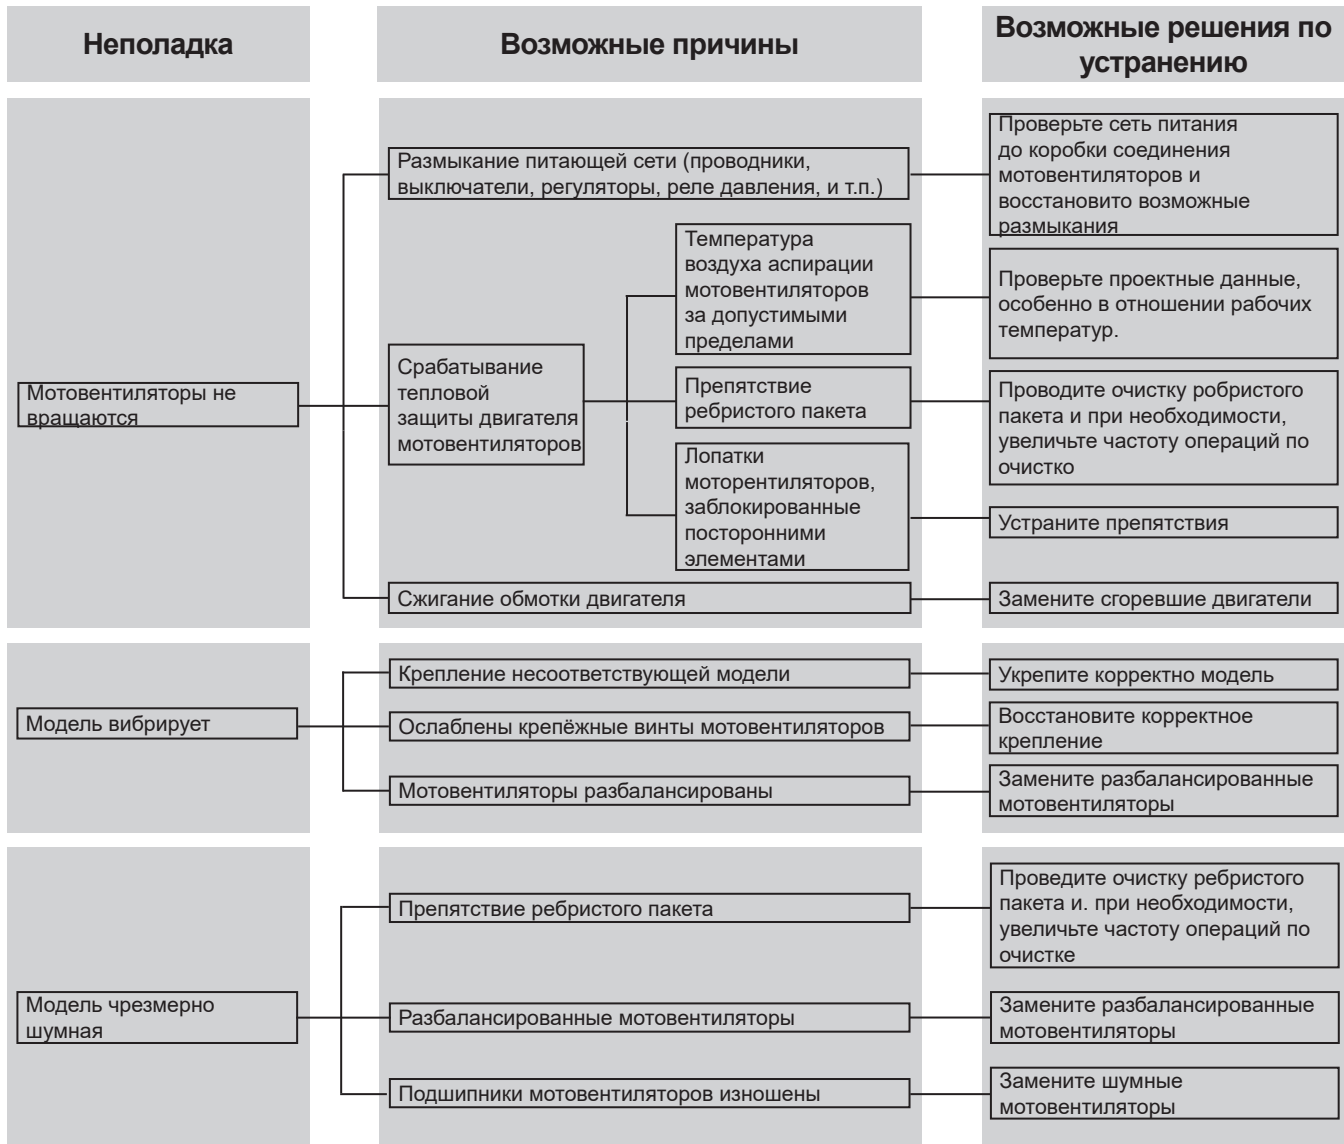 Неполадка
Возможные причины
Возможные решения по
устранению
Мотовентиляторы не
вращаются
Размыкание питающей сети (проводники,
выключатели, регуляторы, реле давления, и т.п.)
Проверьте сеть питания
до коробки соединения
мотовентиляторов и
восстановито возможные
размыкания
Срабатывание
тепловой
защиты двигателя
мотовентиляторов
Температура
воздуха аспирации
мотовентиляторов
за допустимыми
пределами
Проверьте проектные данные,
особенно в отношении рабочих
температур.
Препятствие
ребристого пакета
Проводите очистку робристого
пакета и при необходимости,
увеличьте частоту операций по
очистко
Лопатки
моторентиляторов,
заблокированные
посторонними
элементами
Устраните препятствия
Сжигание обмотки двигателя
Замените сгоревшие двигатели
Модель вибрирует
Крепление несоответствующей модели
Укрепите корректно модель
Ослаблены крепёжные винты мотовентиляторов
Восстановите корректное
крепление
Мотовентиляторы разбалансированы
Замените разбалансированные
мотовентиляторы
Модель чрезмерно
шумная
Препятствие ребристого пакета
Проведите очистку ребристого
пакета и. при необходимости,
увеличьте частоту операций по
очистке
Разбалансированные мотовентиляторы
Замените разбалансированные
мотовентиляторы
Подшипники мотовентиляторов изношены
Замените шумные
мотовентиляторы